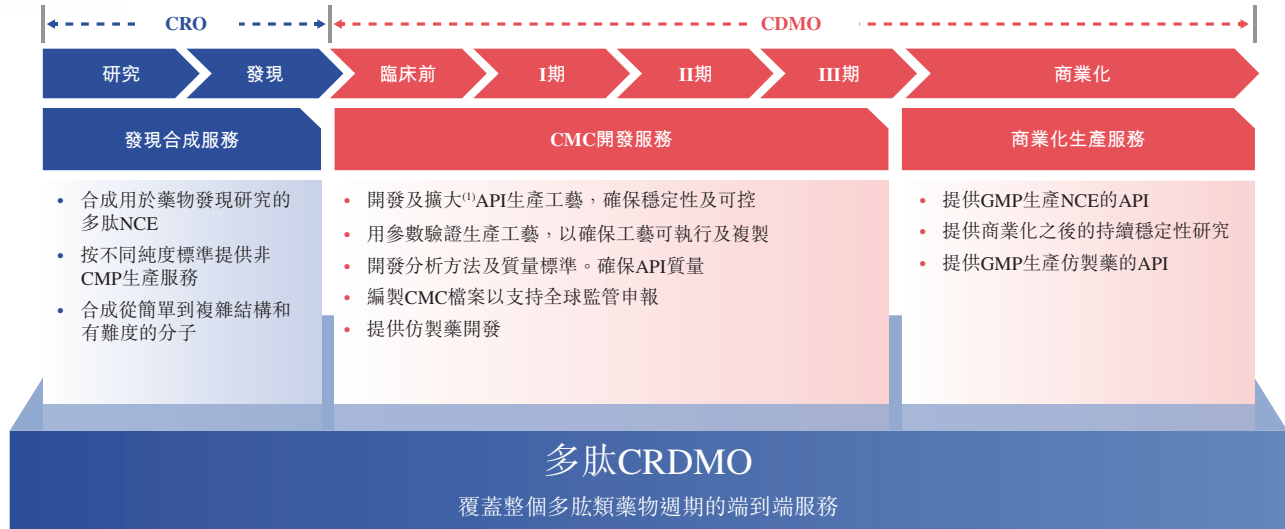 CRO
CDMO
研究
發現
臨床前
I期
II期
III期
商業化
發現合成服務
• 合成用於藥物發現研究的
多肽NCE
• 按不同純度標準提供非
CMP生產服務
• 合成從簡單到複雜結構和
有難度的分子
CMC開發服務
• 開發及擴大(1)API生產工藝，確保穩定性及可控
• 用參數驗證生產工藝，以確保工藝可執行及複製
• 開發分析方法及質量標準。確保API質量
• 編製CMC檔案以支持全球監管申報
• 提供仿製藥開發
商業化生產服務
• 提供GMP生產NCE的API
• 提供商業化之後的持續穩定性研究
• 提供GMP生產仿製藥的API
多肽CRDMO
覆蓋整個多肽類藥物週期的端到端服務